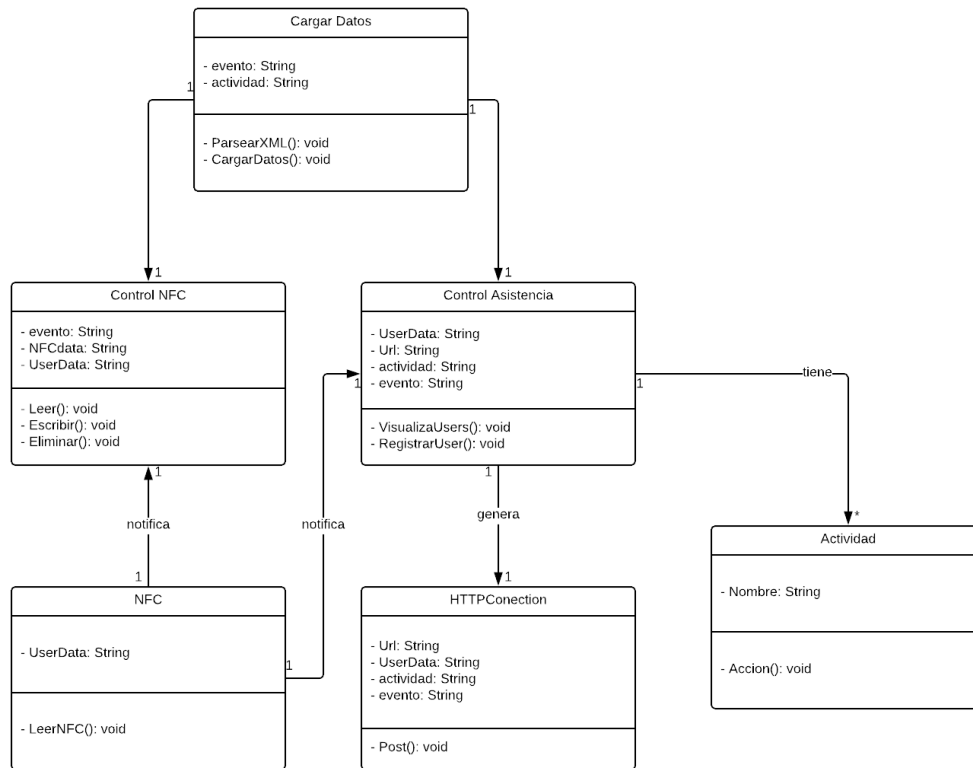 Cargar Datos
- evento: String
- actividad: String
1
1
- ParsearXML(): void
- CargarDatos(): void
1
1
Control NFC
- evento: String
- NFCdata: String
- UserData: String
- Leer(): void
- Escribir(): void
- Eliminar(): void
1
Control Asistencia
- UserData: String
- Url: String
- actividad: String
- evento: String
- VisualizaUsers(): void
- RegistrarUser(): void
1
1
1
tiene
*
notifica
notifica
genera
1
1
NFC
- UserData: String
- LeerNFC(): void
1
HTTPConection
- Url: String
- UserData: String
- actividad: String
- evento: String
- Post(): void
Actividad
- Nombre: String
- Accion(): void